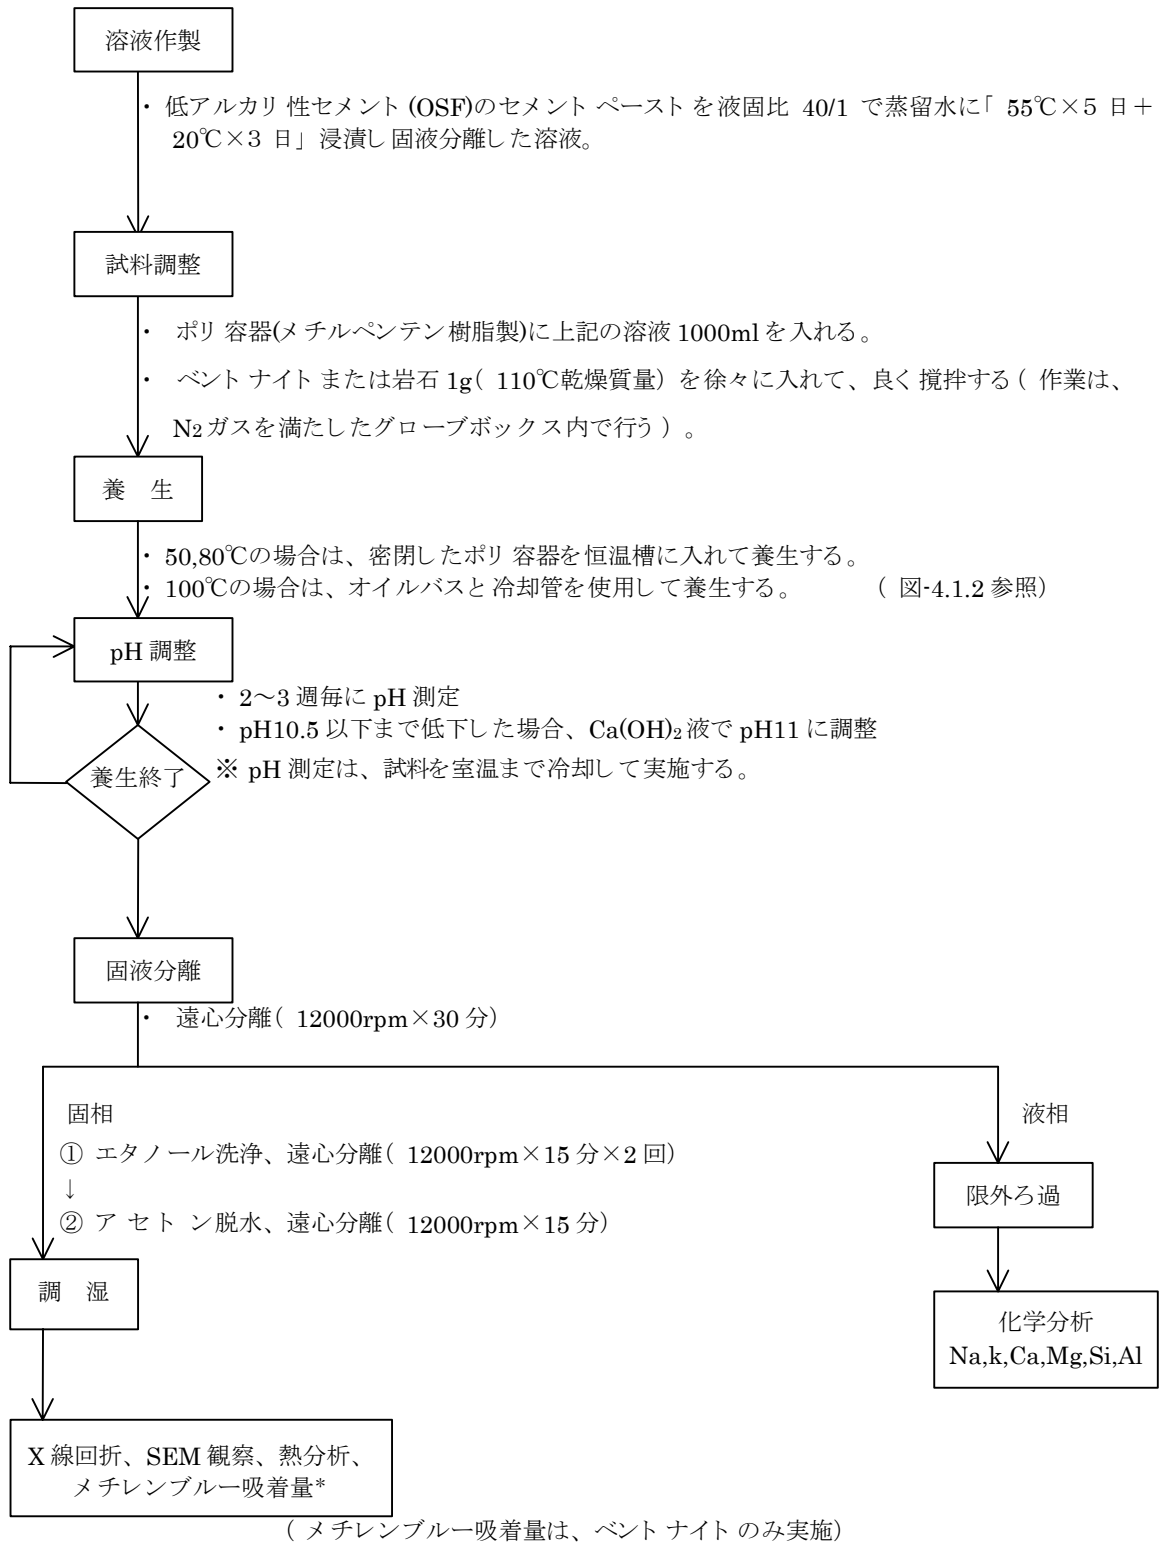 溶液作製
・ 低アルカリ性セメント(OSF)のセメントペーストを液固比 40/1 で蒸留水に「55℃×5 日＋
20℃×3 日」浸漬し固液分離した溶液。
試料調整
・ ポリ容器(メチルペンテン樹脂製)に上記の溶液 1000ml を入れる。
・ ベントナイトまたは岩石 1g(110℃乾燥質量)を徐々に入れて、良く撹拌する(作業は、
N2 ガスを満たしたグローブボックス内で行う)。
養 生
・ 50,80℃の場合は、密閉したポリ容器を恒温槽に入れて養生する。
・ 100℃の場合は、オイルバスと冷却管を使用して養生する。 (図-4.1.2 参照)
pH 調整
・ 2～3 週毎に pH 測定
・ pH10.5 以下まで低下した場合、Ca(OH)2 液で pH11 に調整
※ pH 測定は、試料を室温まで冷却して実施する。
養生終了
固液分離
・ 遠心分離(12000rpm×30 分)
固相
① エタノール洗浄、遠心分離(12000rpm×15 分×2 回)
↓
② アセトン脱水、遠心分離(12000rpm×15 分)
調 湿
X 線回折、SEM 観察、熱分析、
メチレンブルー吸着量*
(メチレンブルー吸着量は、ベントナイトのみ実施)
液相
限外ろ過
化学分析
Na,k,Ca,Mg,Si,Al